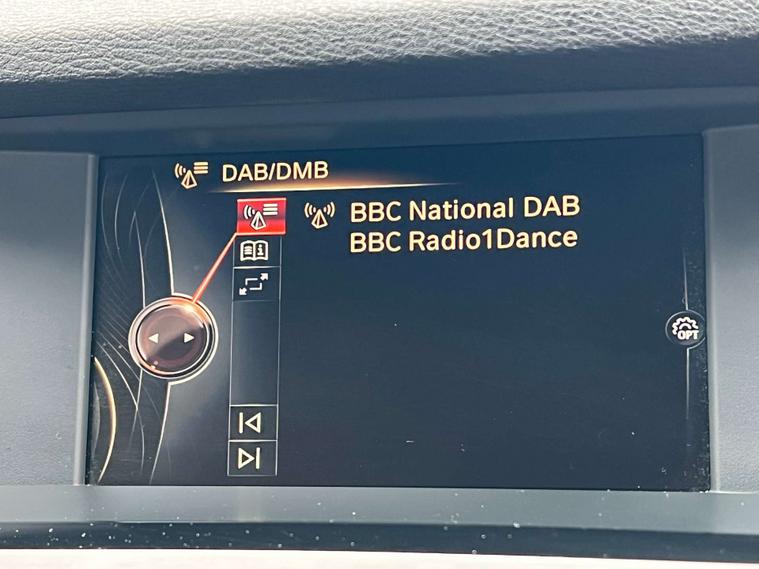 DAB/DMB
BBC National DAB
BBC Radio1Dance
OPT